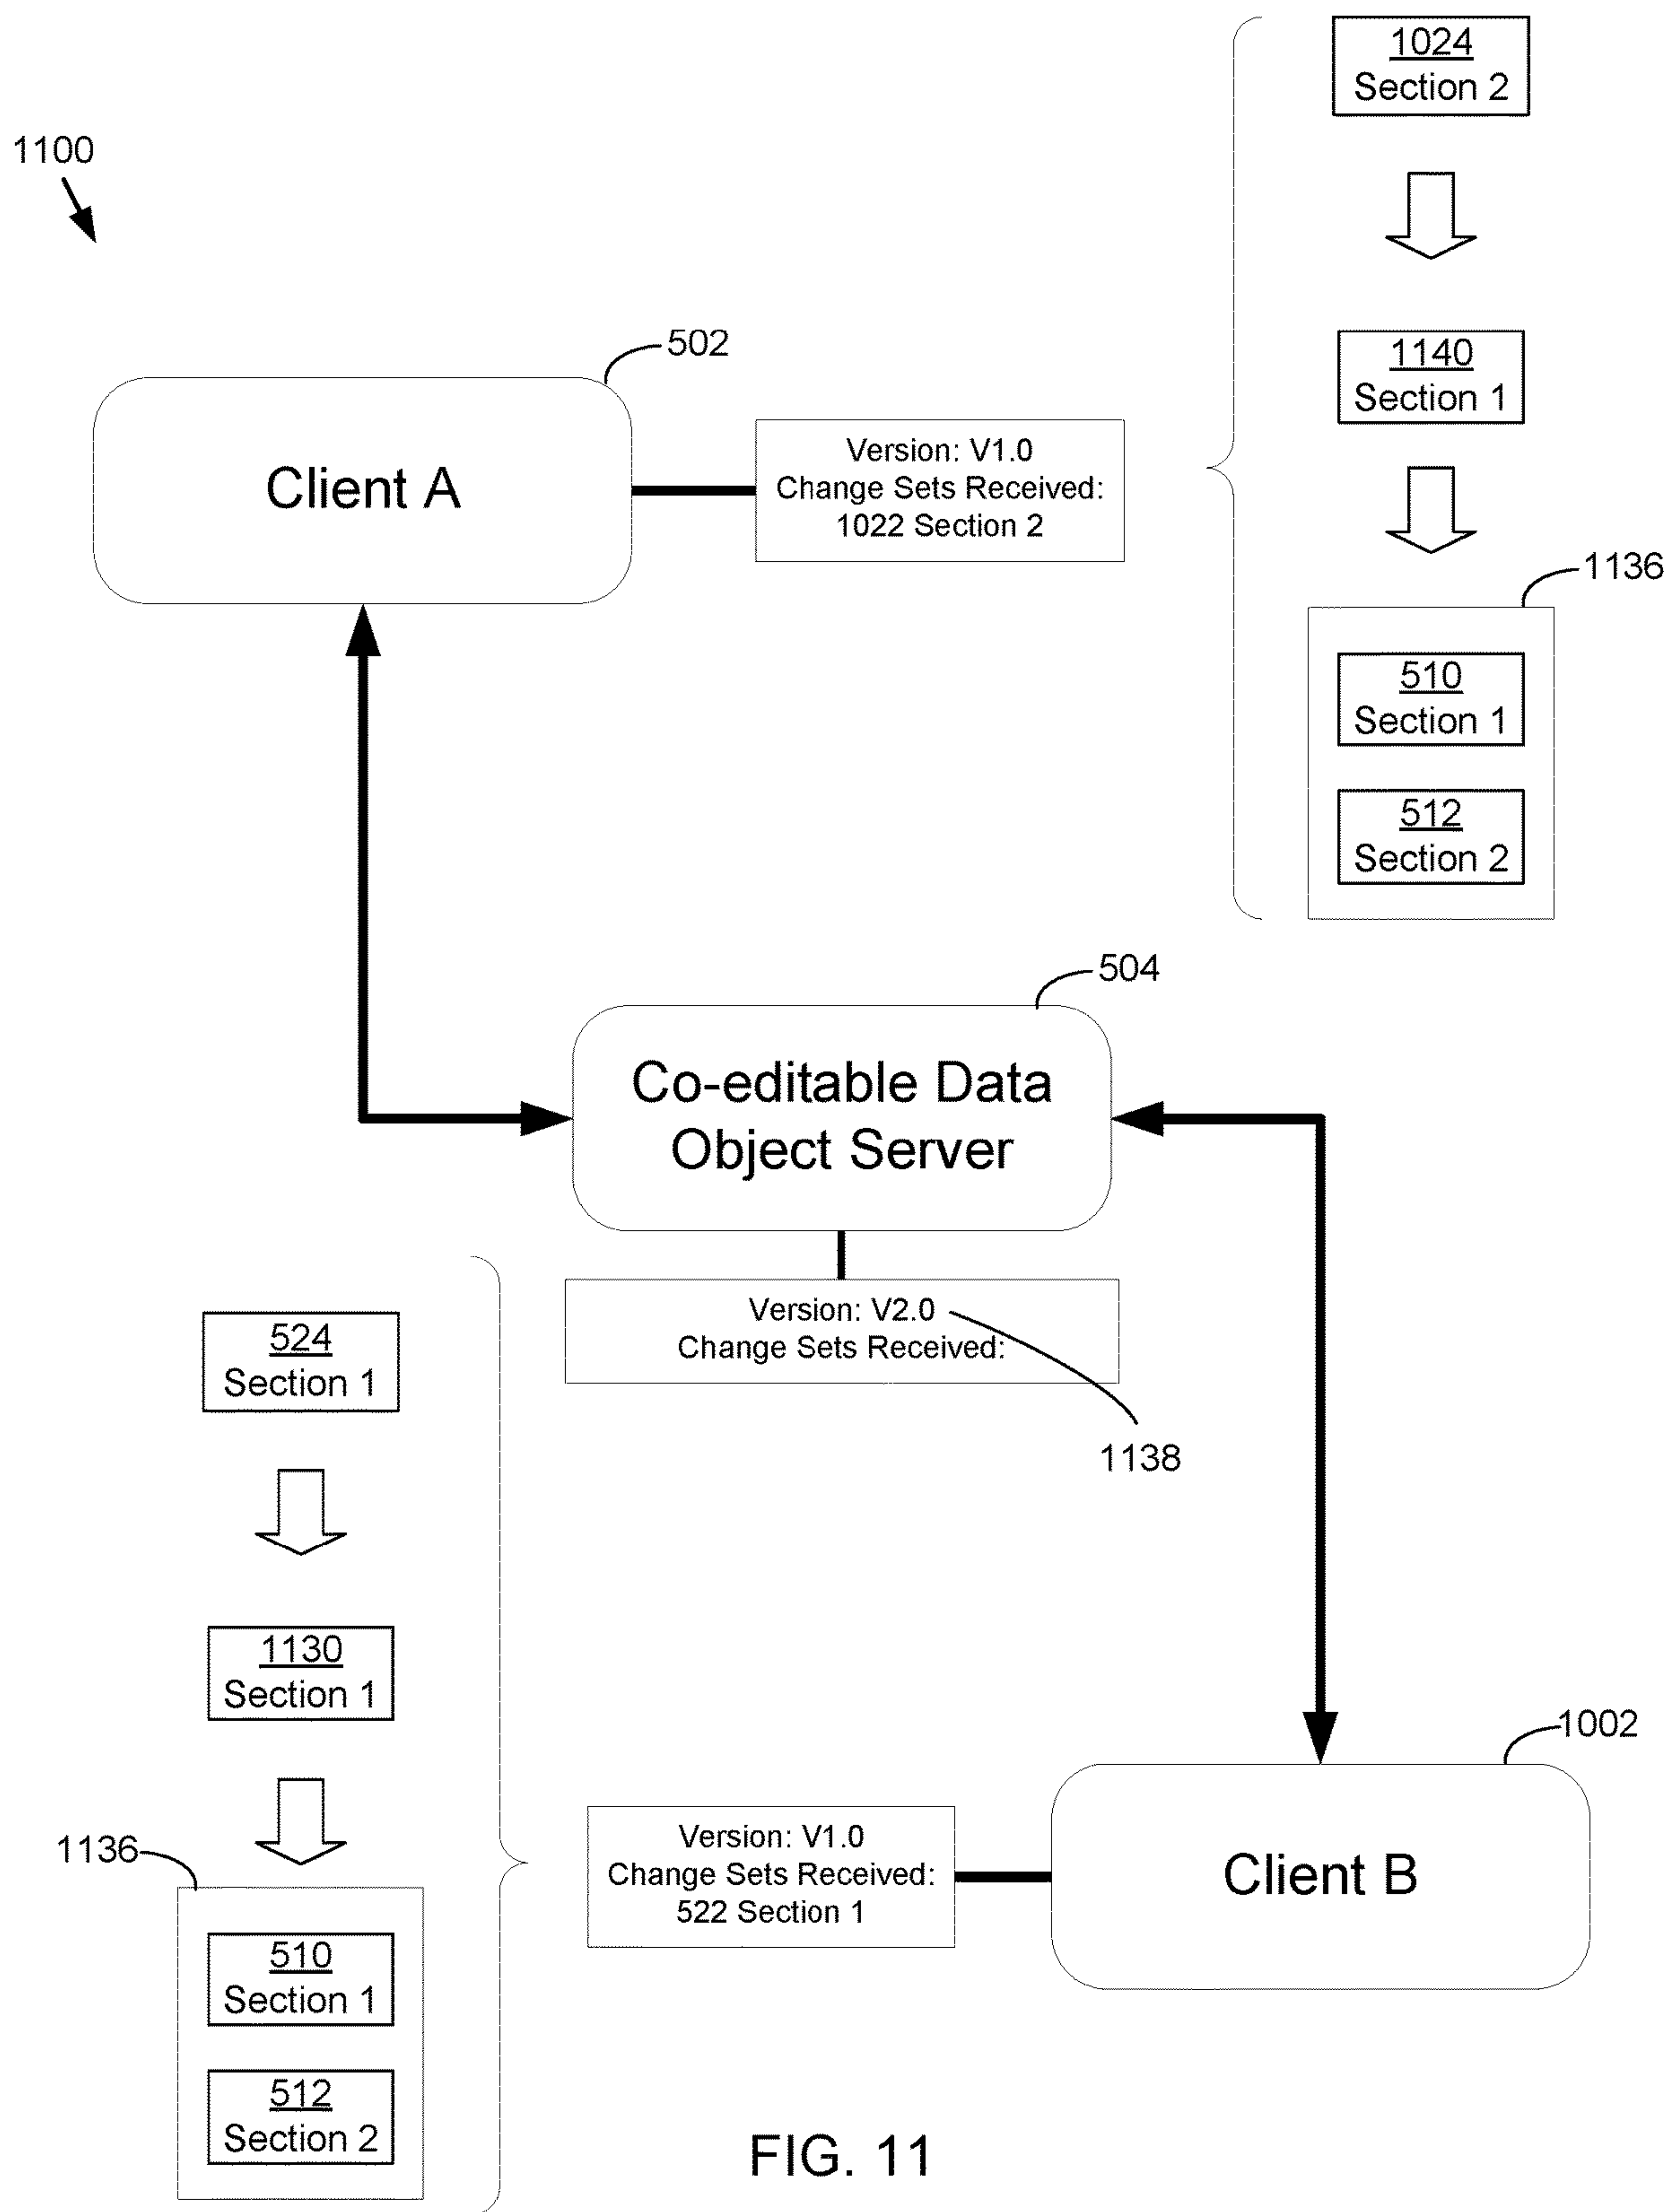 1024
Section 2
1100
1140
Section 1
502
Client A
Version: V1.0
Change Sets Received:
1022 Section 2
1136
510
Section 1
512
Section 2
504
Co-editable Data
Object Server
Version: V2.0
Change Sets Received:
1138
524
Section 1
1130
Section 1
1136
510
Section 1
512
Section 2
Version: V1.0
Change Sets Received:
522 Section 1
1002
Client B
FIG. 11